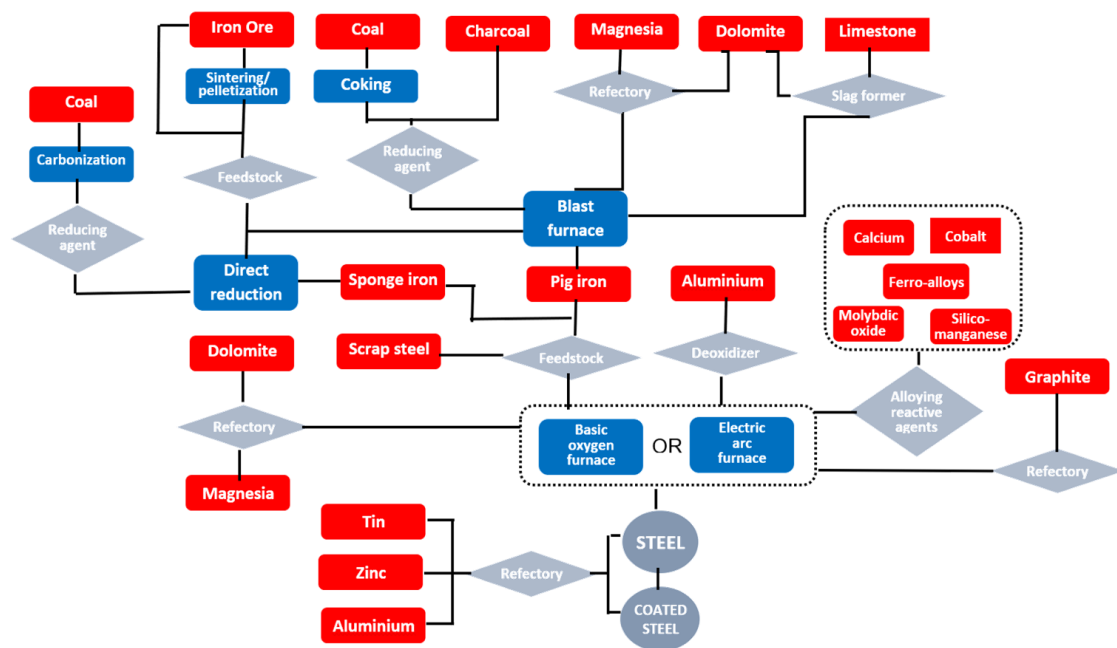 Iron Ore
Coal
Charcoal
Magnesia
Dolomite
Limestone
Sintering/
pelletization
Coking
Refectory
Slag former
Coal
Carbonization
Feedstock
Reducing
agent
Blast
furnace
Reducing
agent
Calcium
Cobalt
Ferro-alloys
Molybdic
oxide
Silico-
manganese
Direct
reduction
Sponge iron
Pig iron
Aluminium
Dolomite
Scrap steel
Feedstock
Deoxidizer
Graphite
Alloying
reactive
agents
Refectory
Basic
oxygen
furnace
OR
Electric
arc
furnace
Refectory
Magnesia
Tin
Zinc
Aluminium
Refectory
STEEL
COATED
STEEL